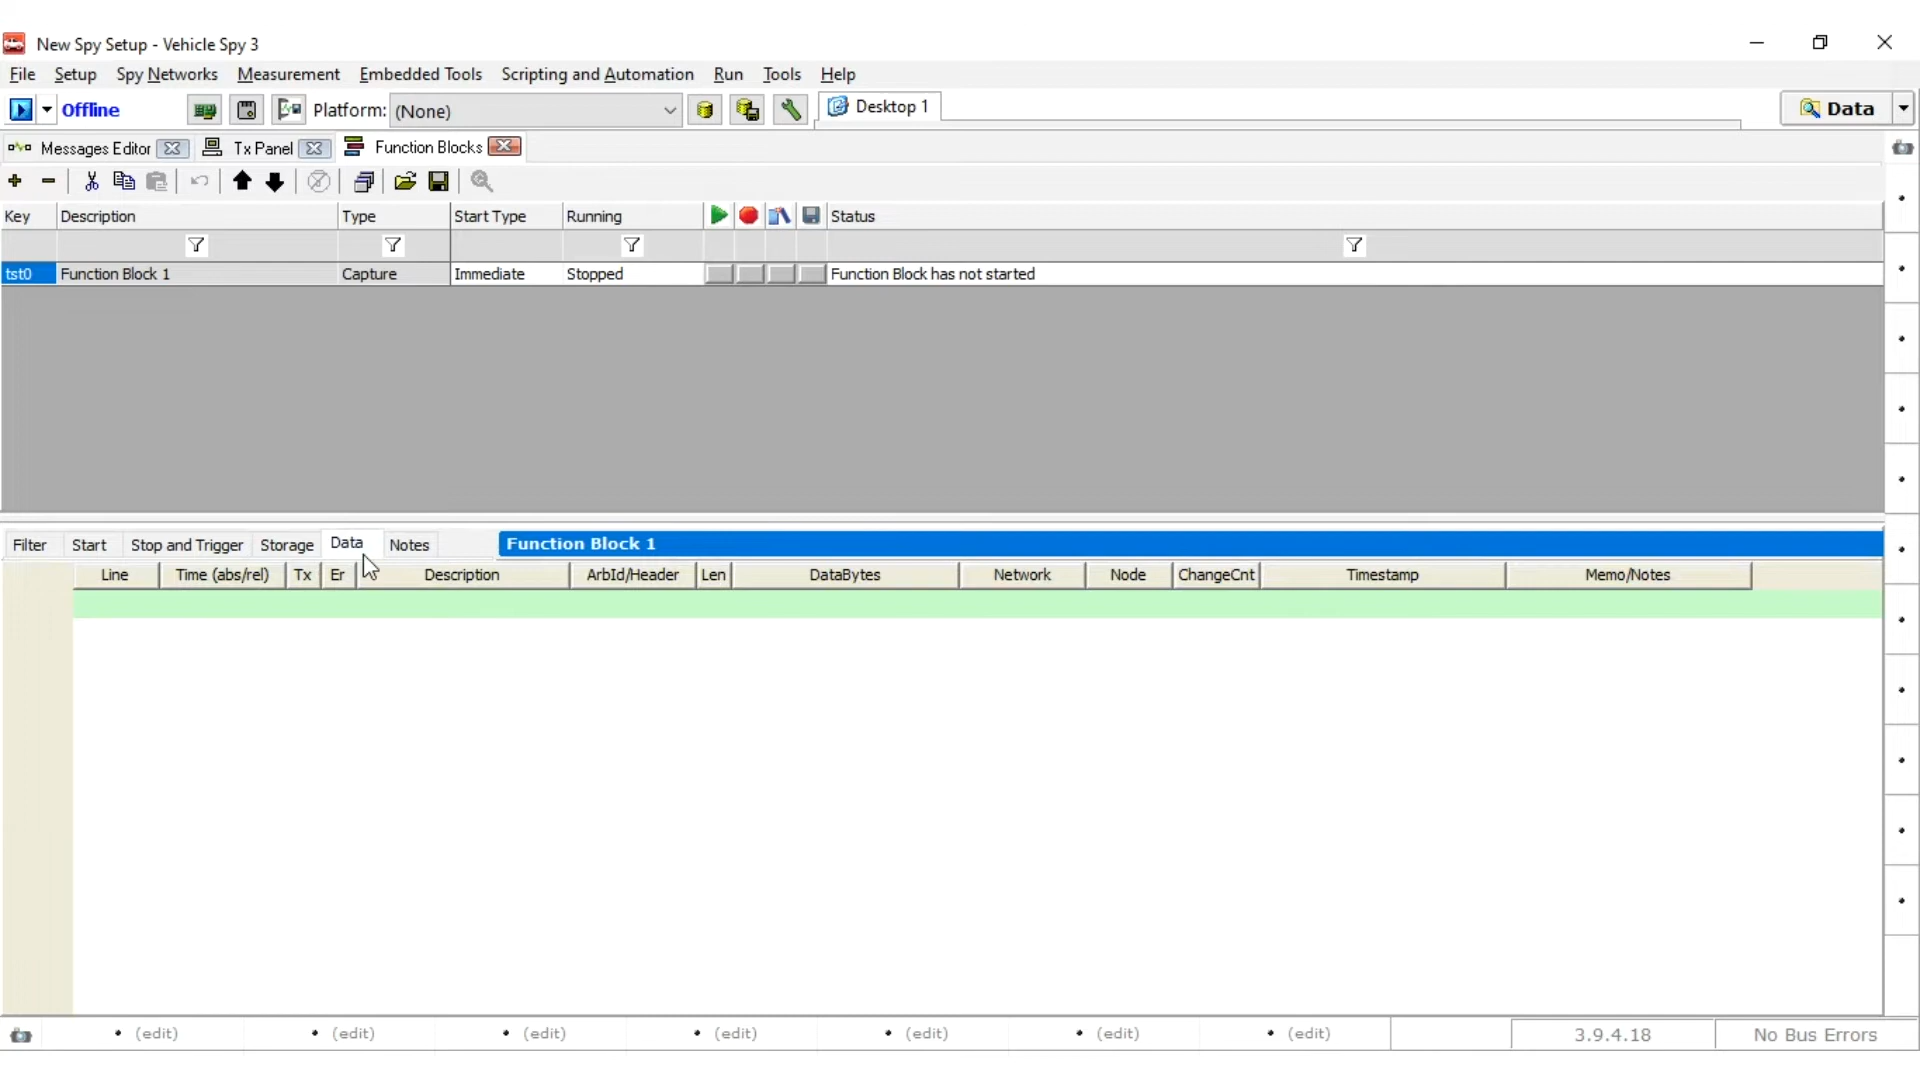 New Spy Setup - Vehicle Spy 3
File Setup Spy Networks Measurement Embedded Tools Scripting and Automation Run Tools Help
Offline Platform: (None) Desktop 1 Data
Messages Editor Tx Panel Function Blocks
Key Description Type Start Type Running Status
tst0 Function Block 1 Capture Immediate Stopped Function Block has not started
Filter Start Stop and Trigger Storage Data Notes Function Block 1
Line Time (abs/rel) Tx Er Description ArbId/Header Len DataBytes Network Node ChangeCnt Timestamp Memo/Notes
(edit) (edit) (edit) (edit) (edit) (edit) (edit) 3.9.4.18 No Bus Errors